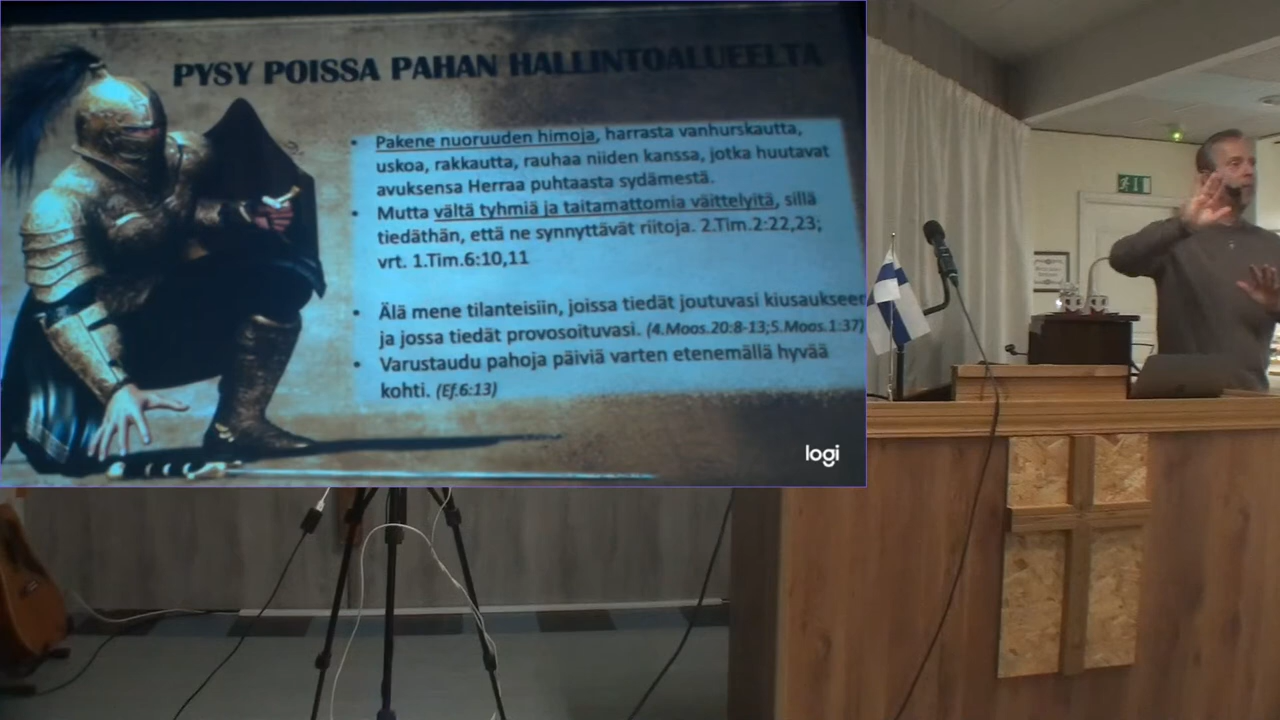 PYSY POISSA PAHAN HALLINTOALUEELTA
• Pakene nuoruuden himoja, harrasta vanhurskautta,
uskoa, rakkautta, rauhaa niiden kanssa, jotka huutavat
avuksensa Herraa puhtaasta sydämestä.
• Mutta vältä tyhmiä ja taitamattomia väittelyitä, sillä
tiedäthän, että ne synnyttävät riitoja. 2.Tim.2:22,23;
vrt. 1.Tim.6:10,11
• Älä mene tilanteisiin, joissa tiedät joutuvasi kiusaukseen
ja jossa tiedät provosoituvasi. (4.Moos.20:8-13;5.Moos.1:37)
• Varustaudu pahoja päiviä varten etenemällä hyvää
kohti. (Ef.6:13)
logi